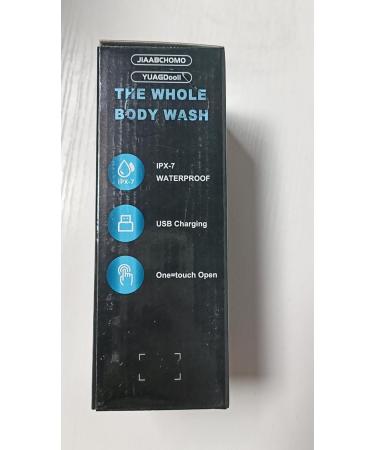 JIAABCHOMO
YUAGDooll
THE WHOLE
BODY WASH
IPX-7
IPX-7
WATERPROOF
USB Charging
One=touch Open